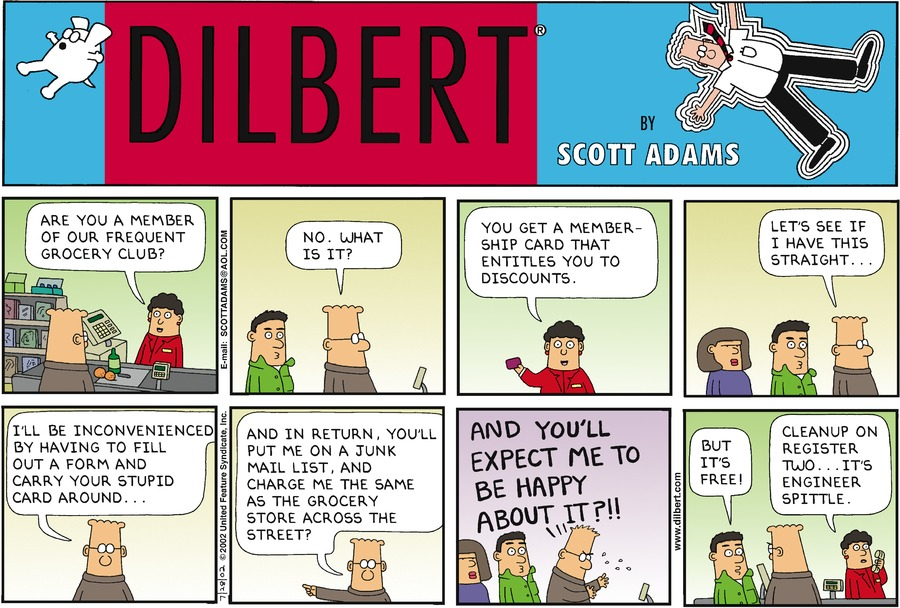 DILBERT®
BY
SCOTT ADAMS
ARE YOU A MEMBER
OF OUR FREQUENT
GROCERY CLUB?
E-mail: SCOTTADAMS@AOL.COM
NO. WHAT
IS IT?
YOU GET A MEMBER-
SHIP CARD THAT
ENTITLES YOU TO
DISCOUNTS.
LET'S SEE IF
I HAVE THIS
STRAIGHT...
I'LL BE INCONVENIENCED
BY HAVING TO FILL
OUT A FORM AND
CARRY YOUR STUPID
CARD AROUND...
7/28/02 © 2002 United Feature Syndicate, Inc.
AND IN RETURN, YOU'LL
PUT ME ON A JUNK
MAIL LIST, AND
CHARGE ME THE SAME
AS THE GROCERY
STORE ACROSS THE
STREET?
AND YOU'LL
EXPECT ME TO
BE HAPPY
ABOUT IT?!!
www.dilbert.com
BUT
IT'S
FREE!
CLEANUP ON
REGISTER
TWO...IT'S
ENGINEER
SPITTLE.